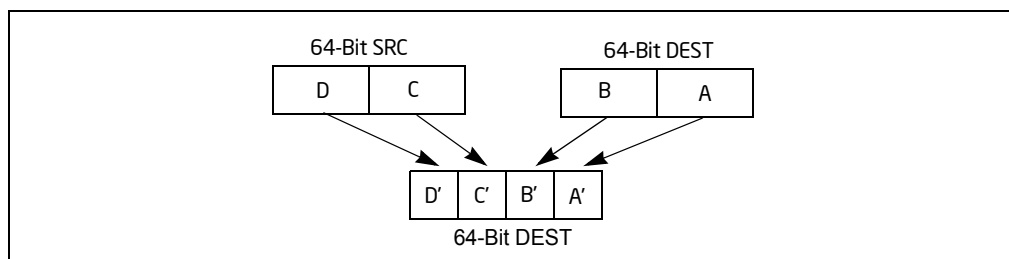 64-Bit SRC
64-Bit DEST
D
C
B
A
D’
C’
B’
A’
64-Bit DEST